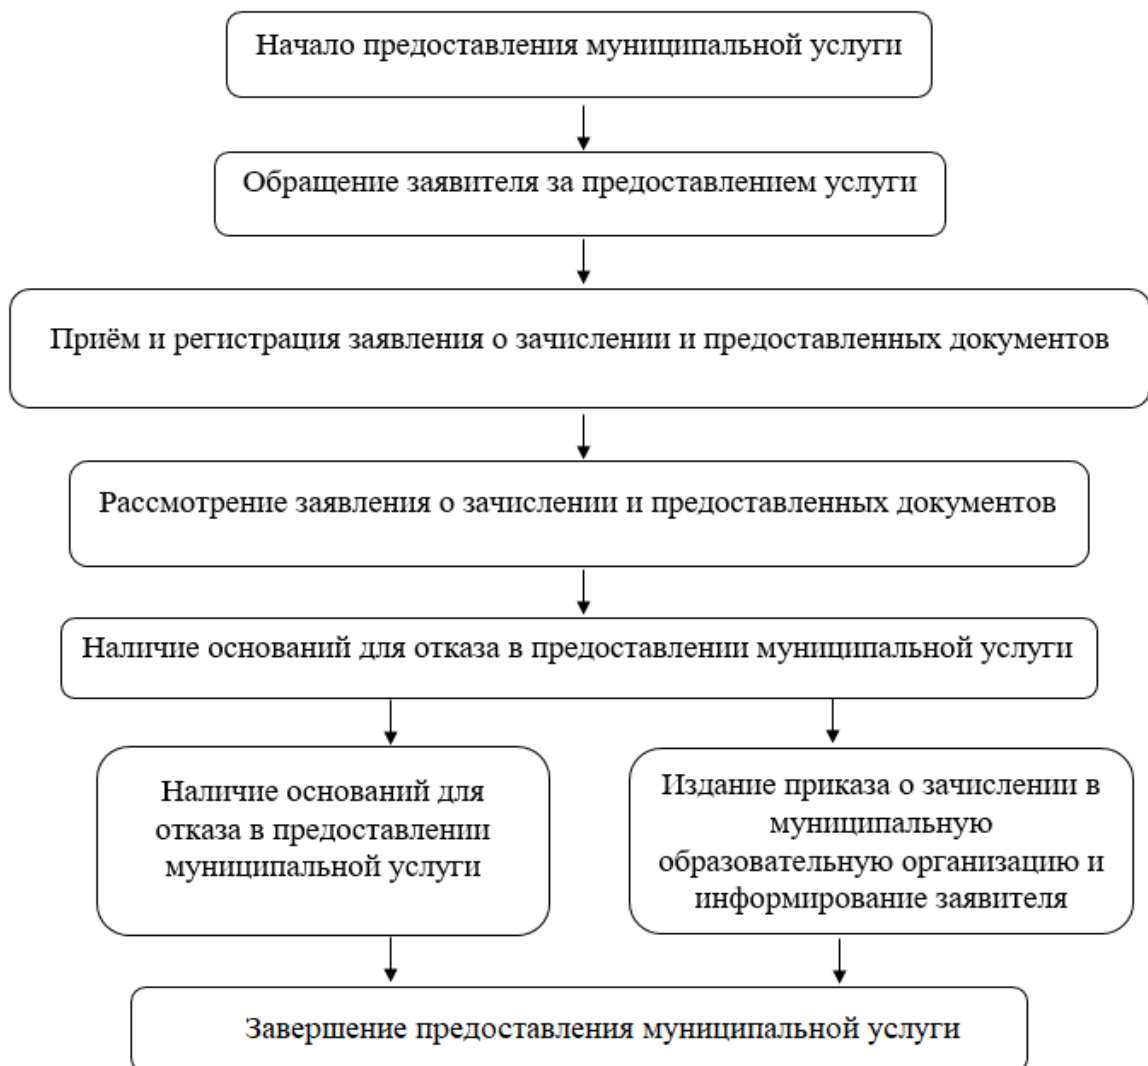 Начало предоставления муниципальной услуги
Обращение заявителя за предоставлением услуги
Приём и регистрация заявления о зачислении и предоставленных документов
Рассмотрение заявления о зачислении и предоставленных документов
Наличие оснований для отказа в предоставлении муниципальной услуги
Наличие оснований для
отказа в предоставлении
муниципальной услуги
Издание приказа о зачислении в
муниципальную
образовательную организацию и
информирование заявителя
Завершение предоставления муниципальной услуги